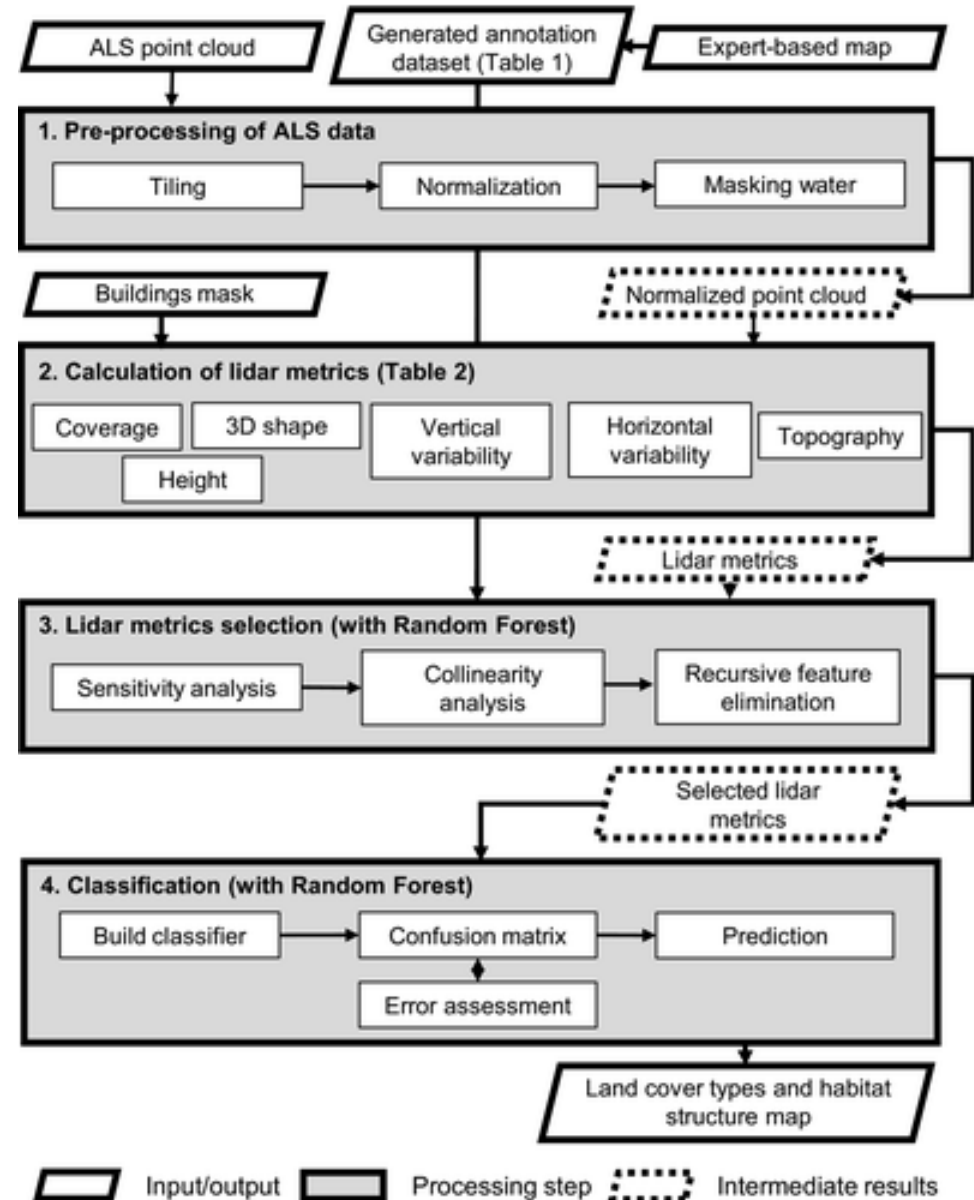 ALS point cloud
Generated annotation
dataset (Table 1)
Expert-based map
1. Pre-processing of ALS data
Tiling
Normalization
Masking water
Buildings mask
Normalized point cloud
2. Calculation of lidar metrics (Table 2)
Coverage
3D shape
Vertical
variability
Horizontal
variability
Topography
Height
Lidar metrics
3. Lidar metrics selection (with Random Forest)
Sensitivity analysis
Collinearity
analysis
Recursive feature
elimination
Selected lidar
metrics
4. Classification (with Random Forest)
Build classifier
Confusion matrix
Prediction
Error assessment
Land cover types and habitat
structure map
Input/output
Processing step
Intermediate results